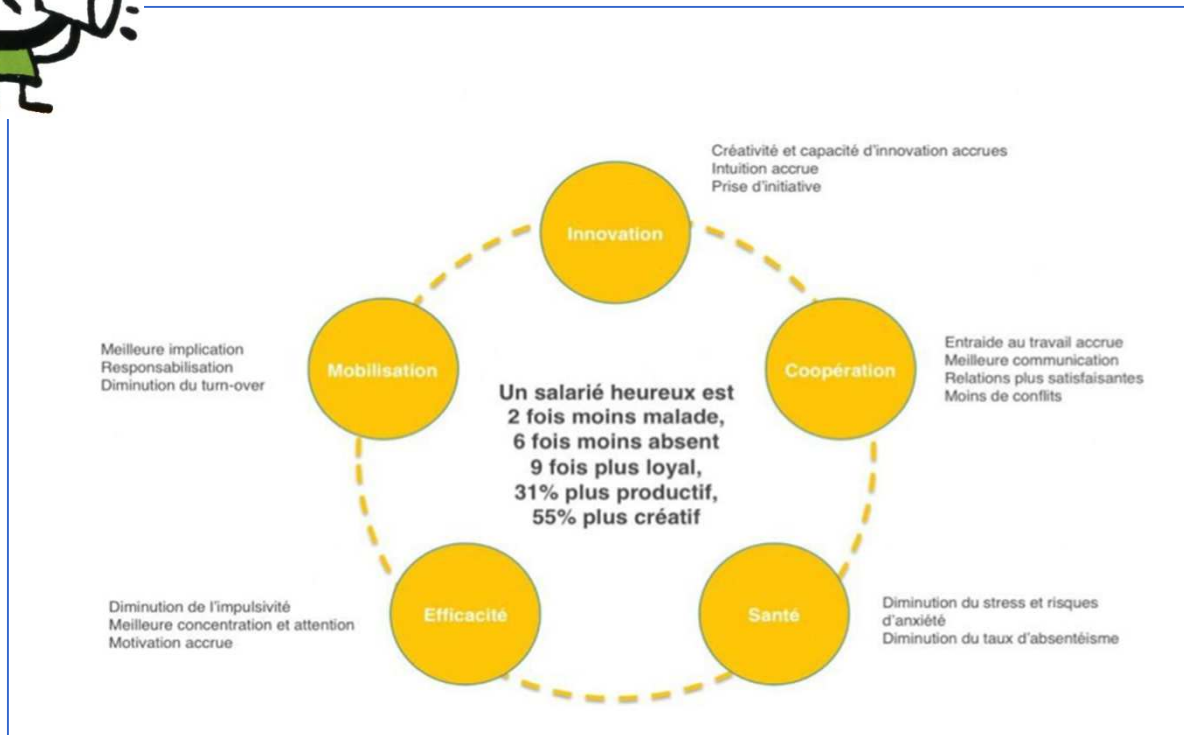 Créativité et capacité d'innovation accrues
Intuition accrue
Prise d'initiative
Innovation
Mobilisation
Meilleure implication
Responsabilisation
Diminution du turn-over
Coopération
Entraide au travail accrue
Meilleure communication
Relations plus satisfaisantes
Moins de conflits
Un salarié heureux est
2 fois moins malade,
6 fois moins absent
9 fois plus loyal,
31% plus productif,
55% plus créatif
Efficacité
Diminution de l'impulsivité
Meilleure concentration et attention
Motivation accrue
Santé
Diminution du stress et risques
d'anxiété
Diminution du taux d'absentéisme